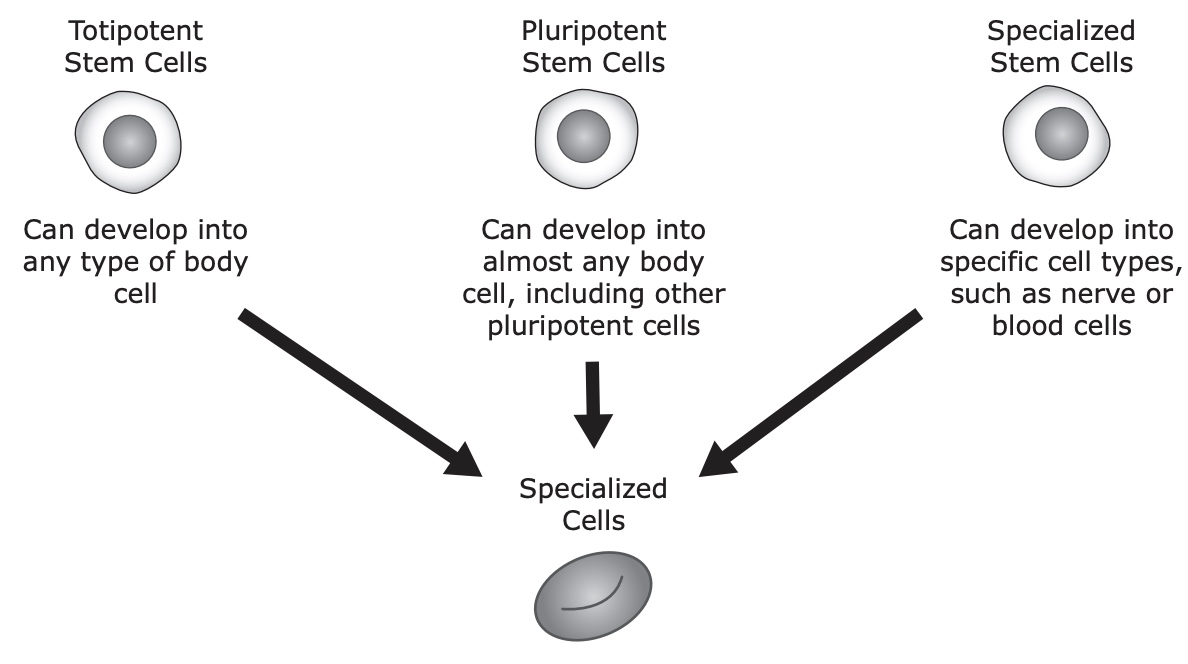 Totipotent
Stem Cells
Can develop into
any type of body
cell
Pluripotent
Stem Cells
Can develop into
almost any body
cell, including other
pluripotent cells
Specialized
Stem Cells
Can develop into
specific cell types,
such as nerve or
blood cells
Specialized
Cells